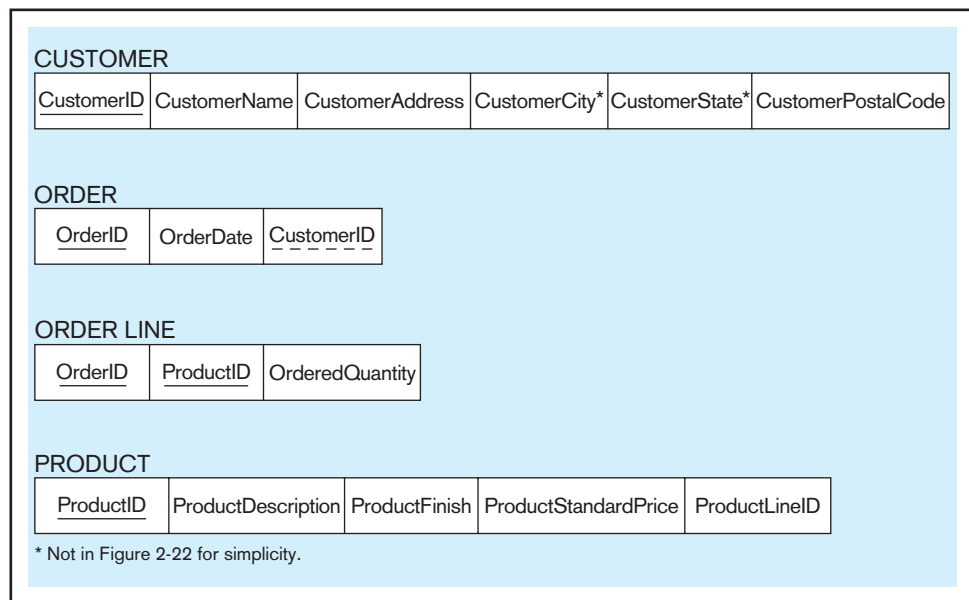 CUSTOMER
CustomerID CustomerName CustomerAddress CustomerCity* CustomerState* CustomerPostalCode
ORDER
OrderID OrderDate CustomerID
ORDER LINE
OrderID ProductID OrderedQuantity
PRODUCT
ProductID ProductDescription ProductFinish ProductStandardPrice ProductLineID
* Not in Figure 2-22 for simplicity.